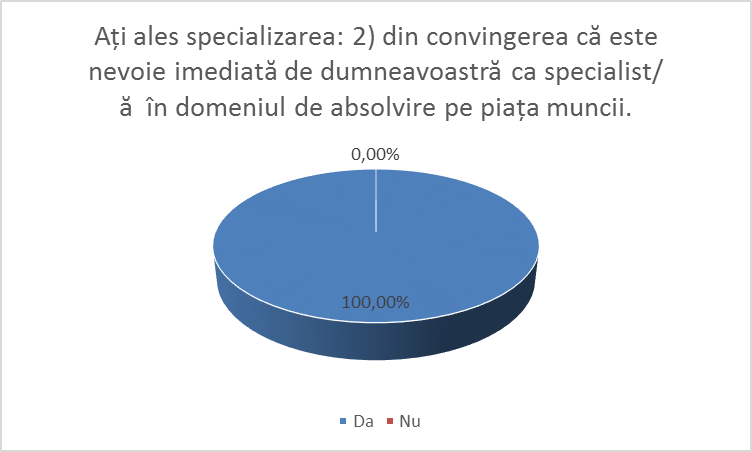 Ați ales specializarea: 2) din convingerea că este
nevoie imediată de dumneavoastră ca specialist/
ă  în domeniul de absolvire pe piața muncii.
0,00%
100,00%
Da Nu